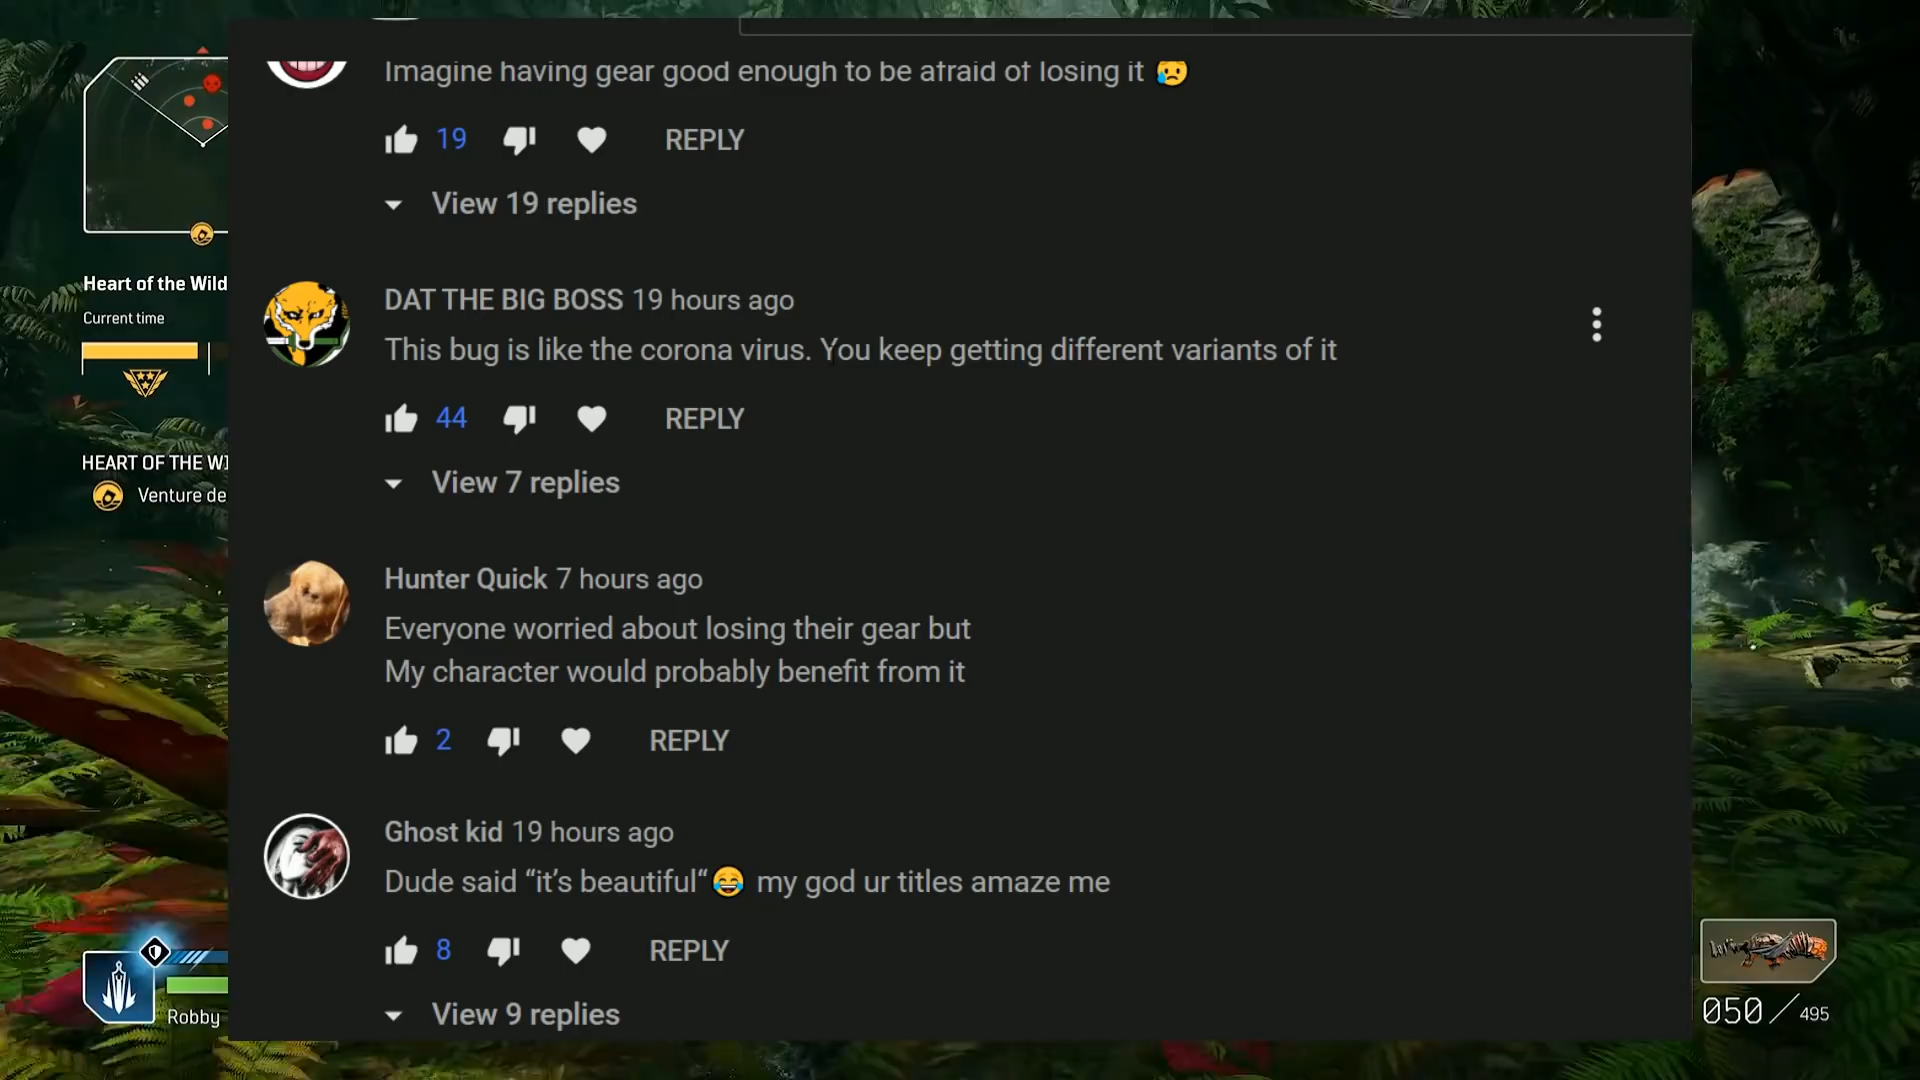 Imagine having gear good enough to be afraid of losing it 😥
19 REPLY
View 19 replies
Heart of the Wild
Current time
HEART OF THE WI
Venture de
DAT THE BIG BOSS 19 hours ago
This bug is like the corona virus. You keep getting different variants of it
44 REPLY
View 7 replies
Hunter Quick 7 hours ago
Everyone worried about losing their gear but
My character would probably benefit from it
2 REPLY
Ghost kid 19 hours ago
Dude said “it’s beautiful“😂 my god ur titles amaze me
8 REPLY
View 9 replies
Robby
050 / 495